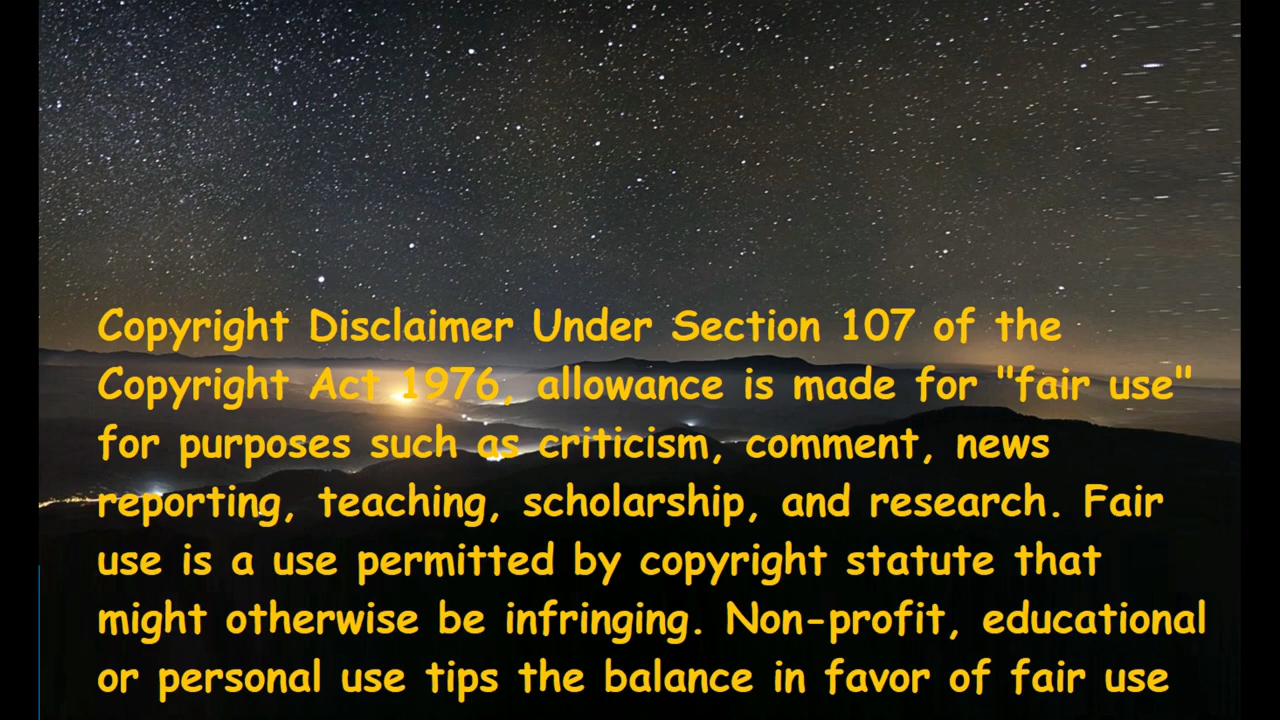 Copyright Disclaimer Under Section 107 of the
Copyright Act 1976, allowance is made for "fair use"
for purposes such as criticism, comment, news
reporting, teaching, scholarship, and research. Fair
use is a use permitted by copyright statute that
might otherwise be infringing. Non-profit, educational
or personal use tips the balance in favor of fair use